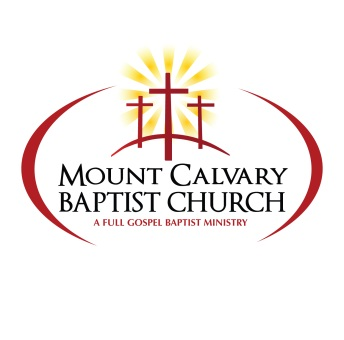 MOUNT CALVARY
BAPTIST CHURCH
A FULL GOSPEL BAPTIST MINISTRY